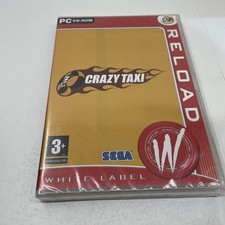 PC CD-ROM
RELOAD
CRAZY TAXI
3+
SEGA
W
WHITE LABEL